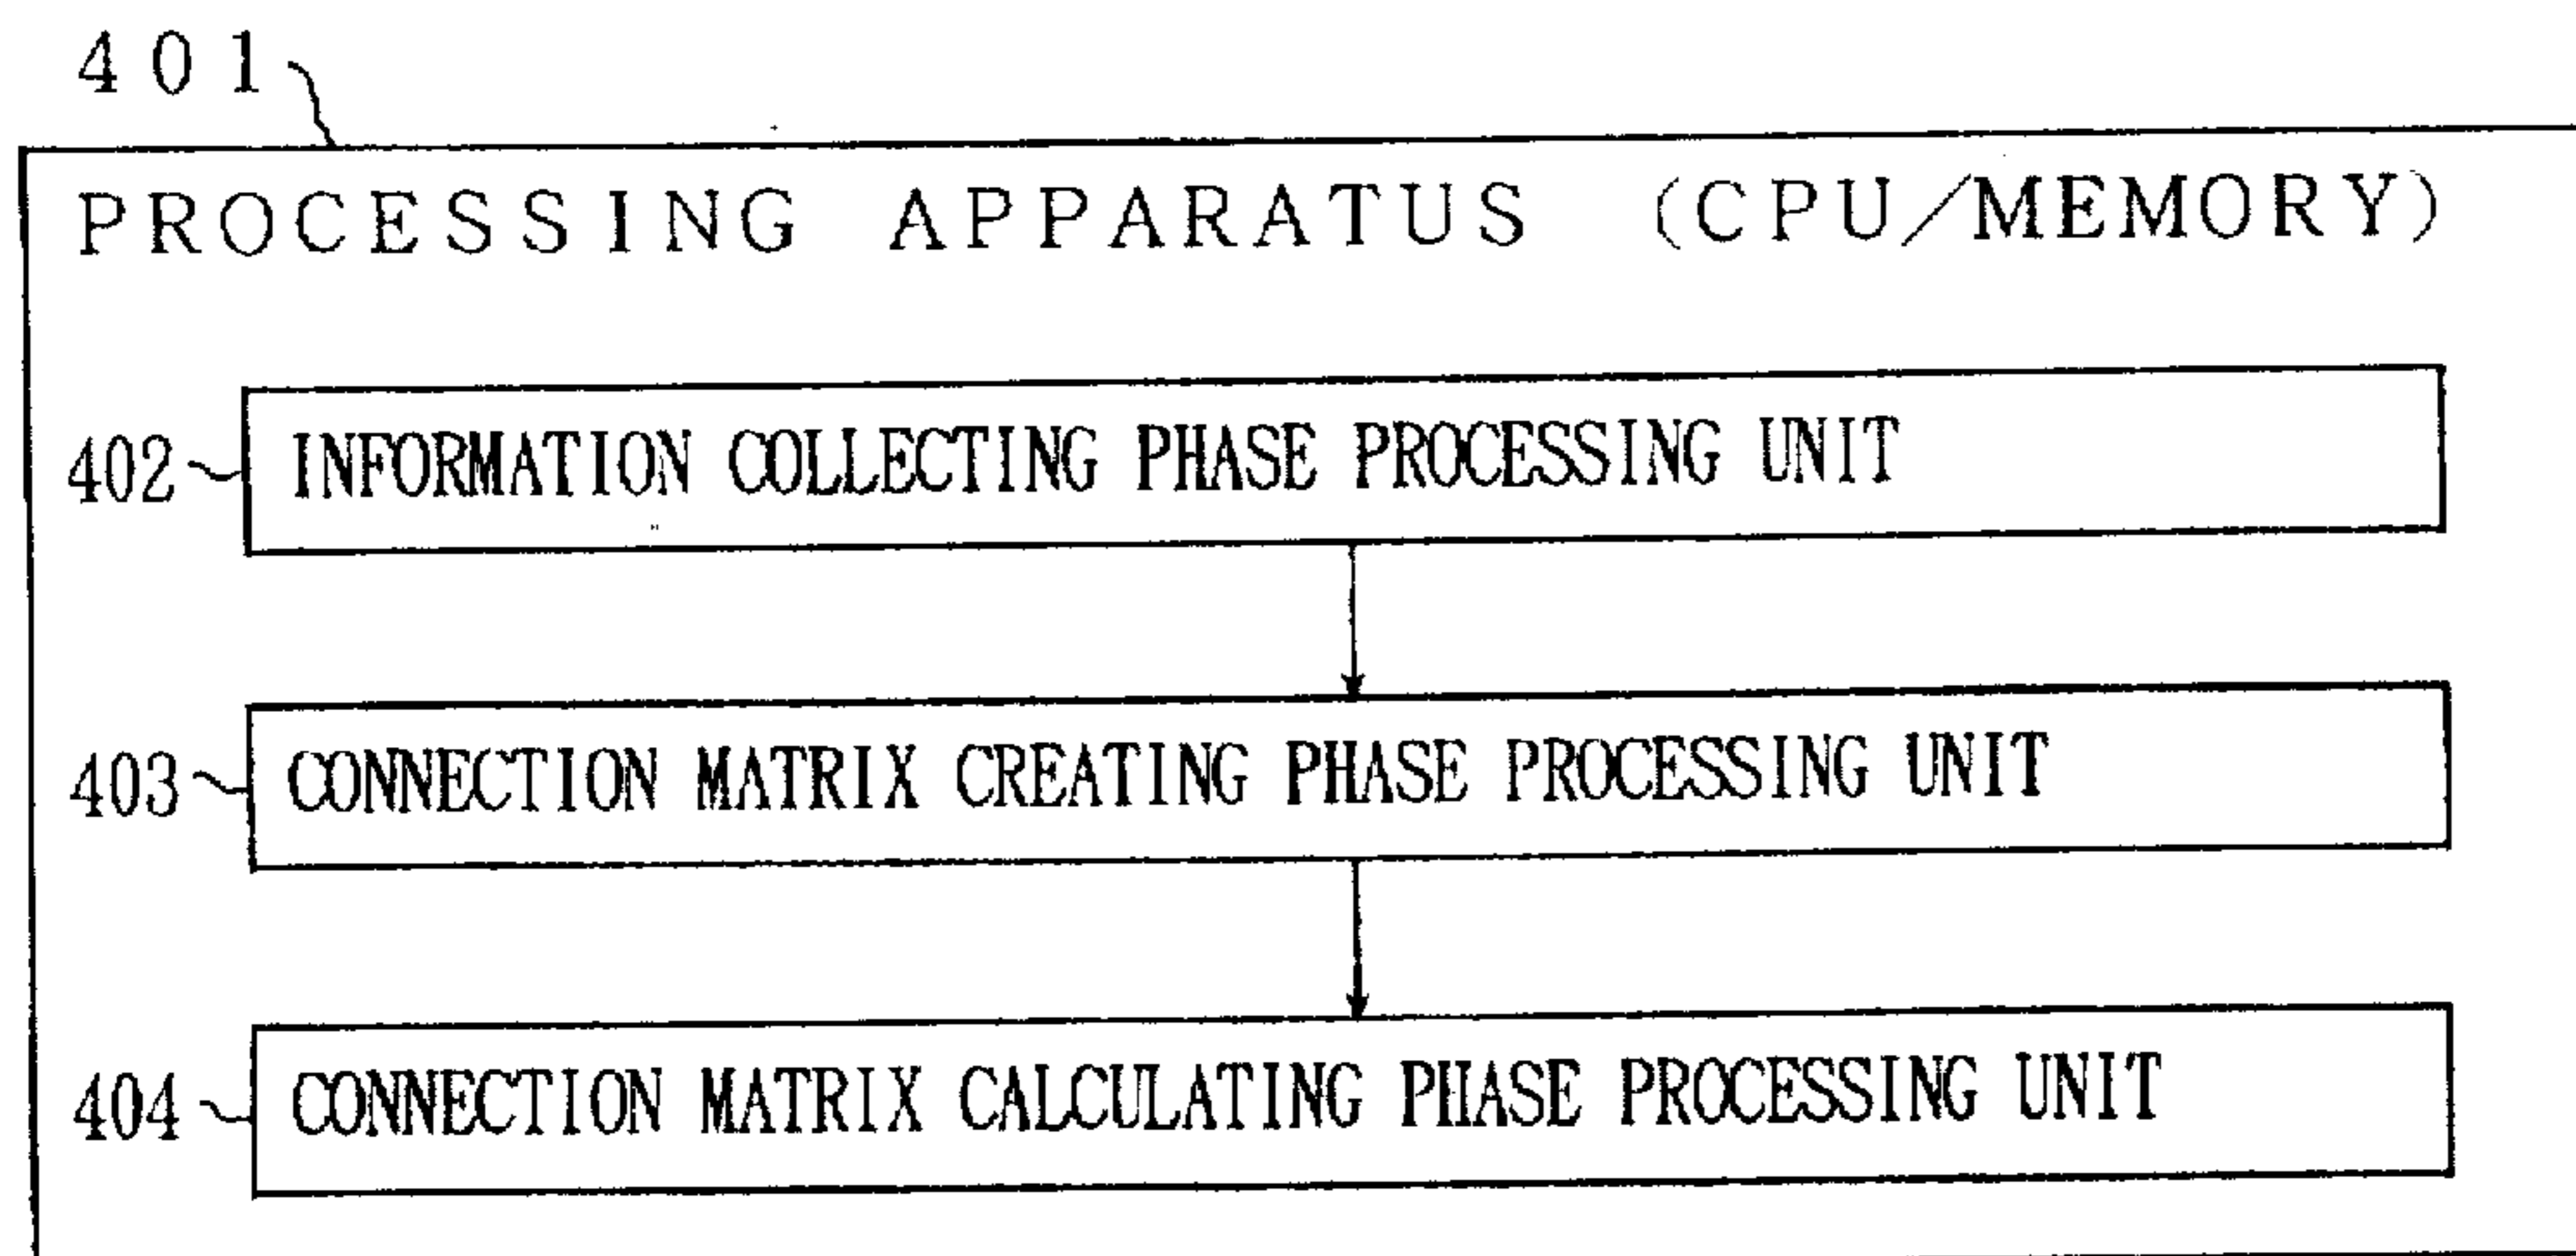 401
PROCESSING APPARATUS (CPU/MEMORY)
402 INFORMATION COLLECTING PHASE PROCESSING UNIT
403 CONNECTION MATRIX CREATING PHASE PROCESSING UNIT
404 CONNECTION MATRIX CALCULATING PHASE PROCESSING UNIT